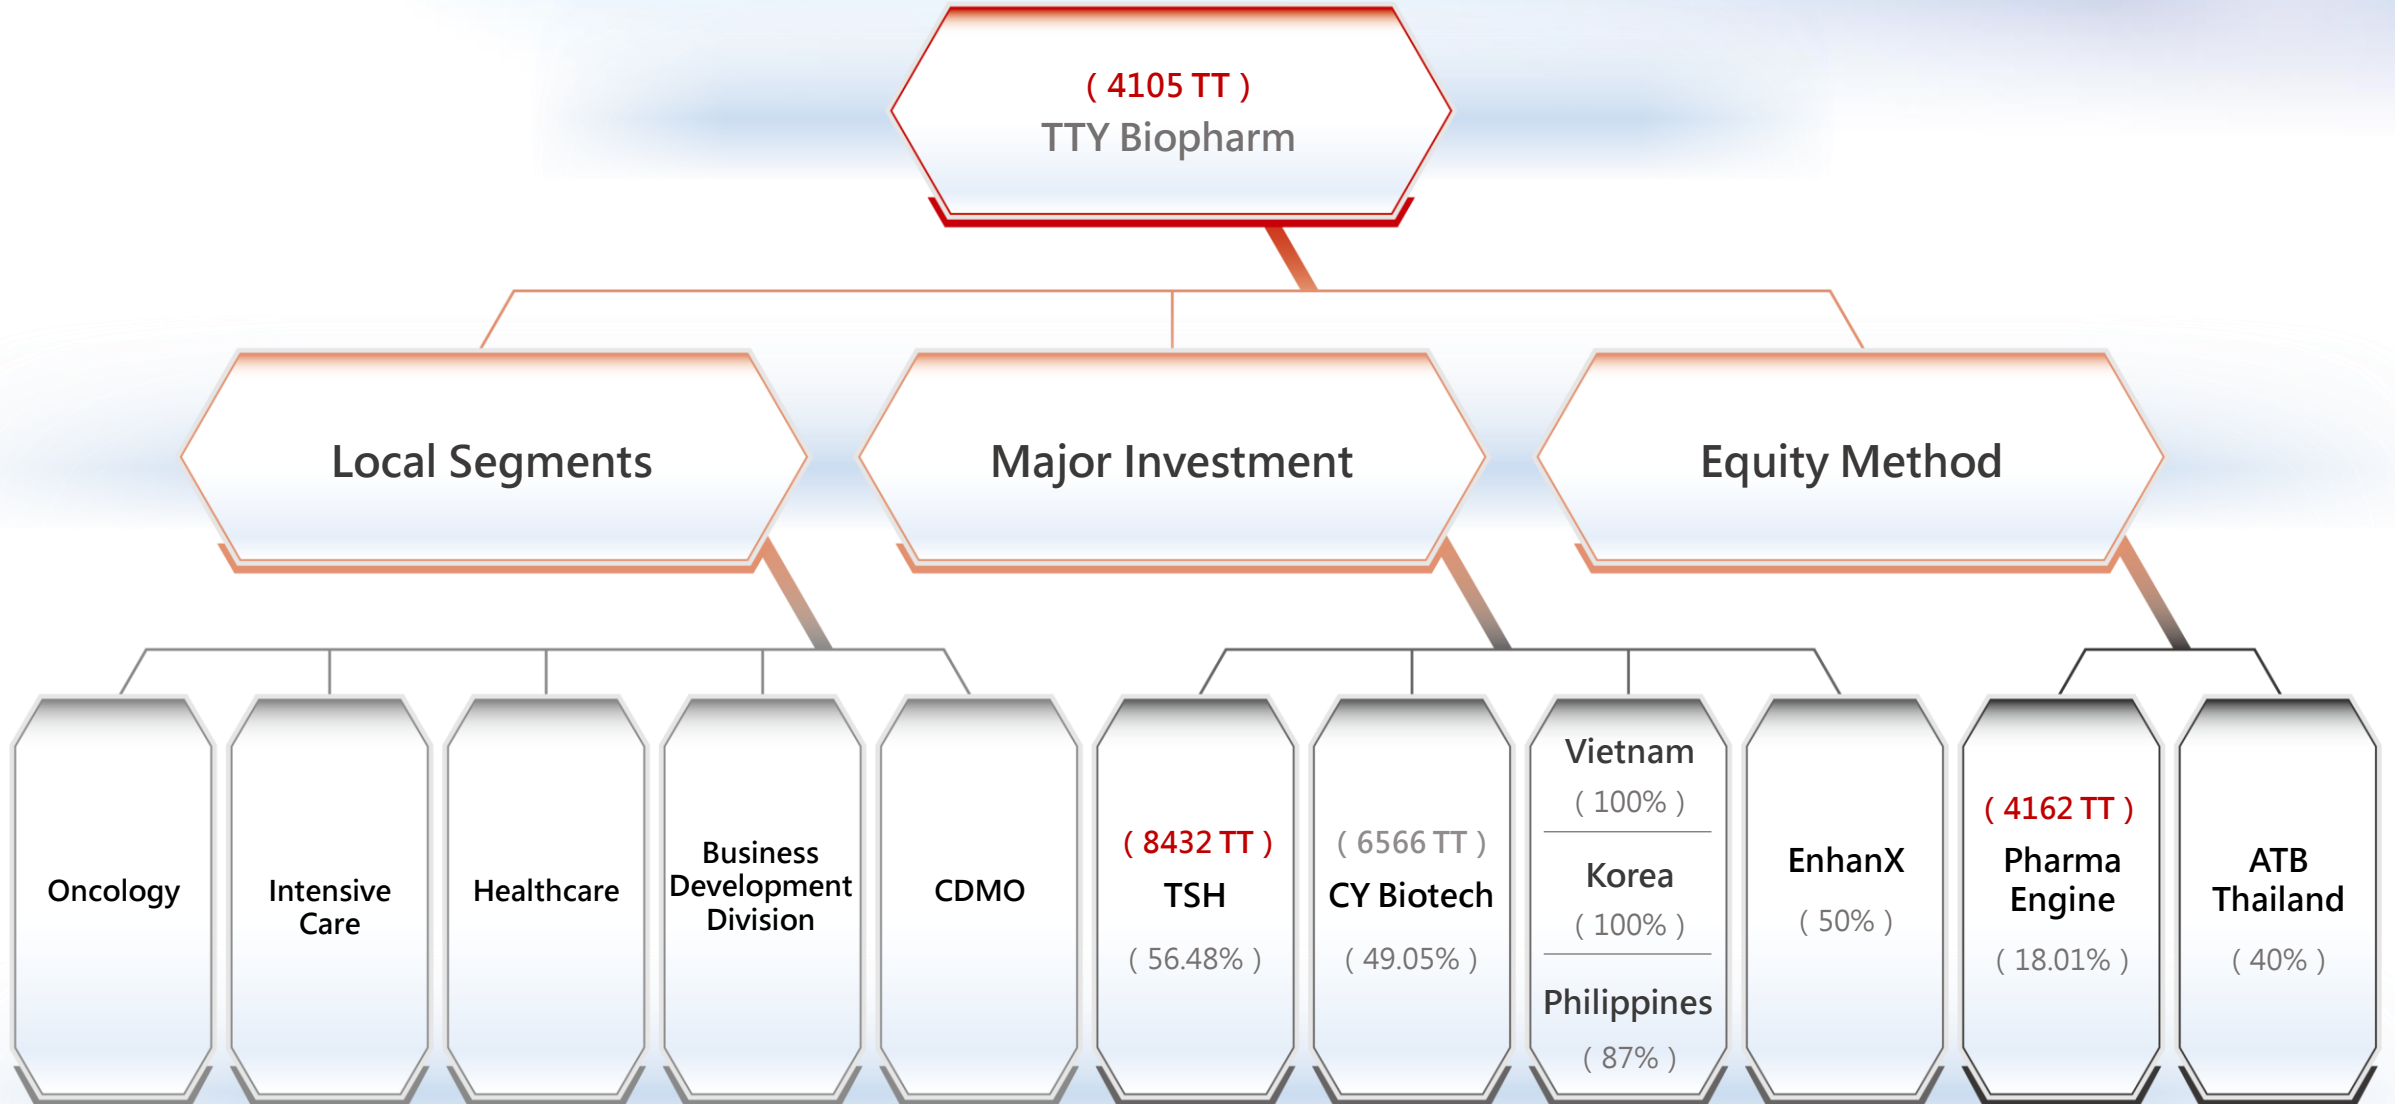 ( 4105 TT )
TTY Biopharm
Local Segments
Major Investment
Equity Method
Oncology
Intensive
Care
Healthcare
Business
Development
Division
CDMO
( 8432 TT )
TSH
( 56.48% )
( 6566 TT )
CY Biotech
( 49.05% )
Vietnam
( 100% )
Korea
( 100% )
Philippines
( 87% )
EnhanX
( 50% )
( 4162 TT )
Pharma
Engine
( 18.01% )
ATB
Thailand
( 40% )